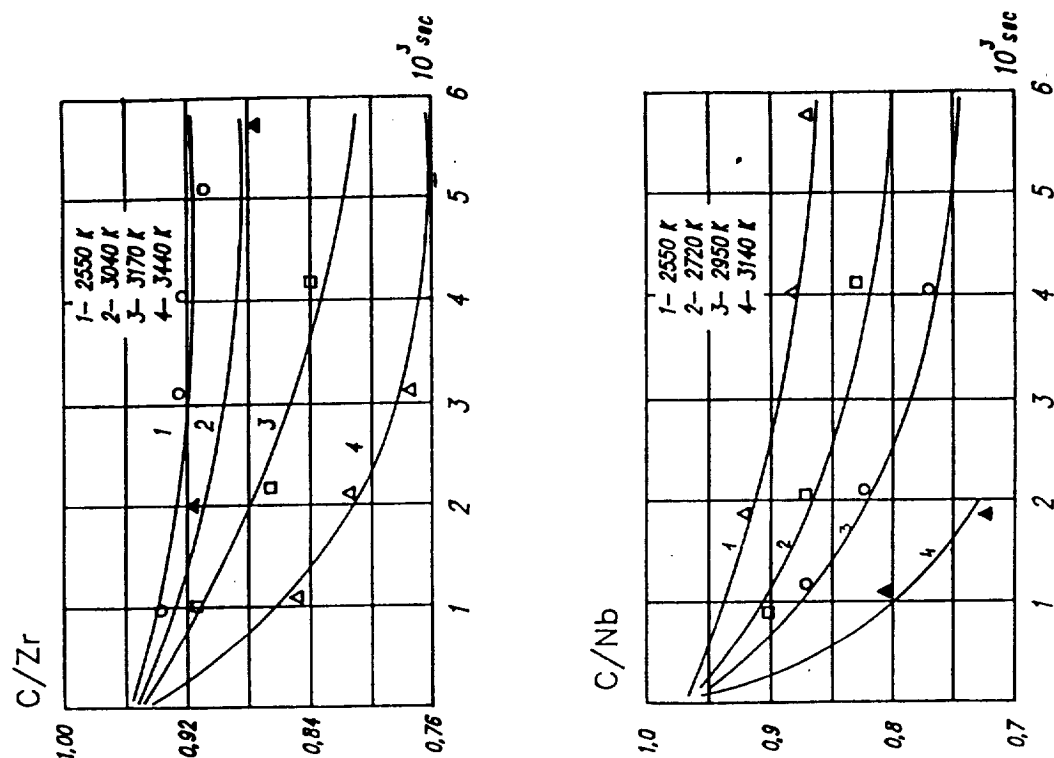 C/Zr
1,00
0,92
0,84
0,76
1
2
3
4
5
6
10³ sec
1– 2550 K
2– 3040 K
3– 3170 K
4– 3440 K
1
2
3
4
C/Nb
1,0
0,9
0,8
0,7
1
2
3
4
5
6
10³ sec
1– 2550 K
2– 2720 K
3– 2950 K
4– 3140 K
1
2
3
4